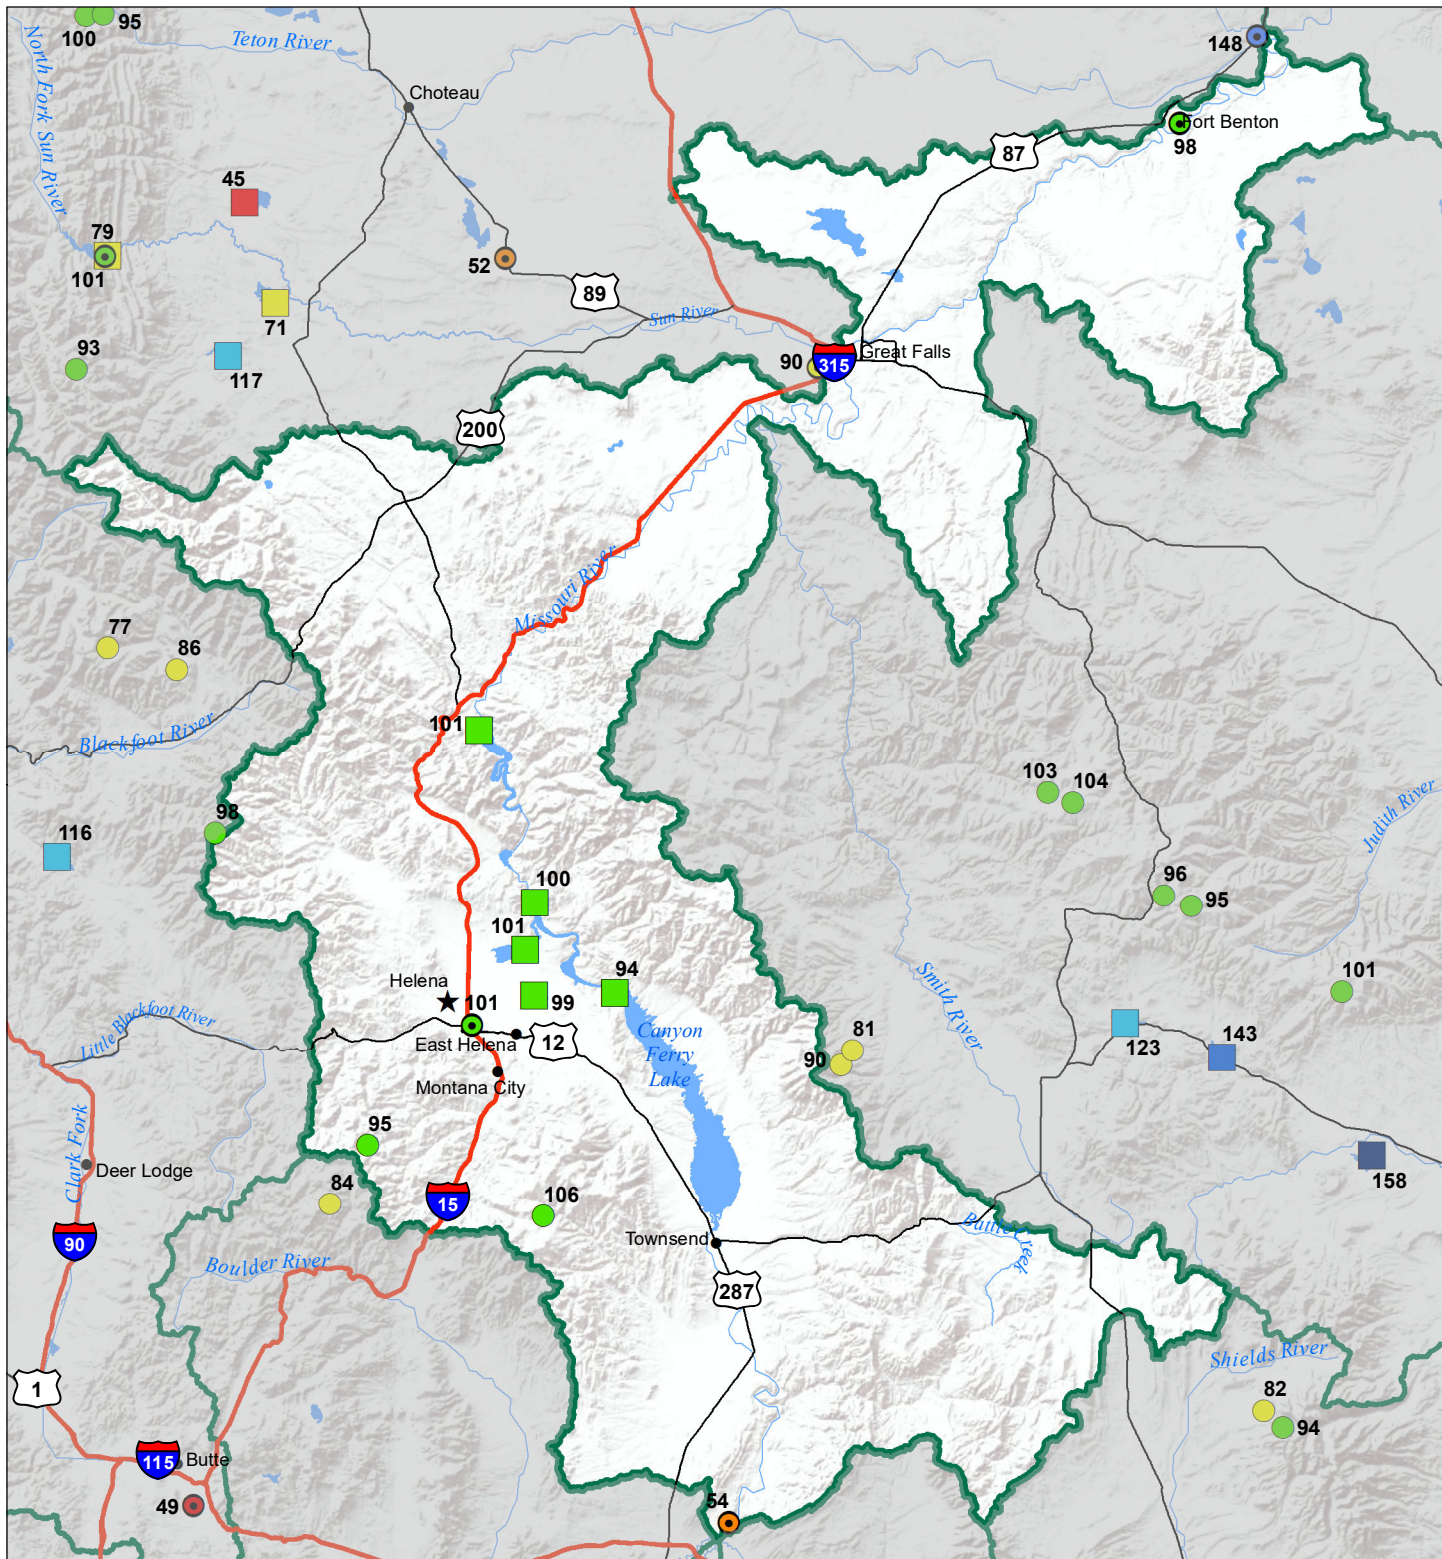 100
95
Teton River
148
North Fork Sun River
Choteau
Fort Benton
98
87
45
79
101
52
89
71
Sun River
93
117
90
315
Great Falls
200
Missouri River
77
86
Blackfoot River
101
103
104
Judith River
98
116
96
95
100
101
94
101
Smith River
Helena
101
99
Little Blackfoot River
East Helena
12
Canyon
Ferry
Lake
81
90
123
143
Montana City
Clark Fork
95
Deer Lodge
158
84
15
106
90
Townsend
Battle Creek
Boulder River
287
Shields River
1
82
94
115
Butte
49
54